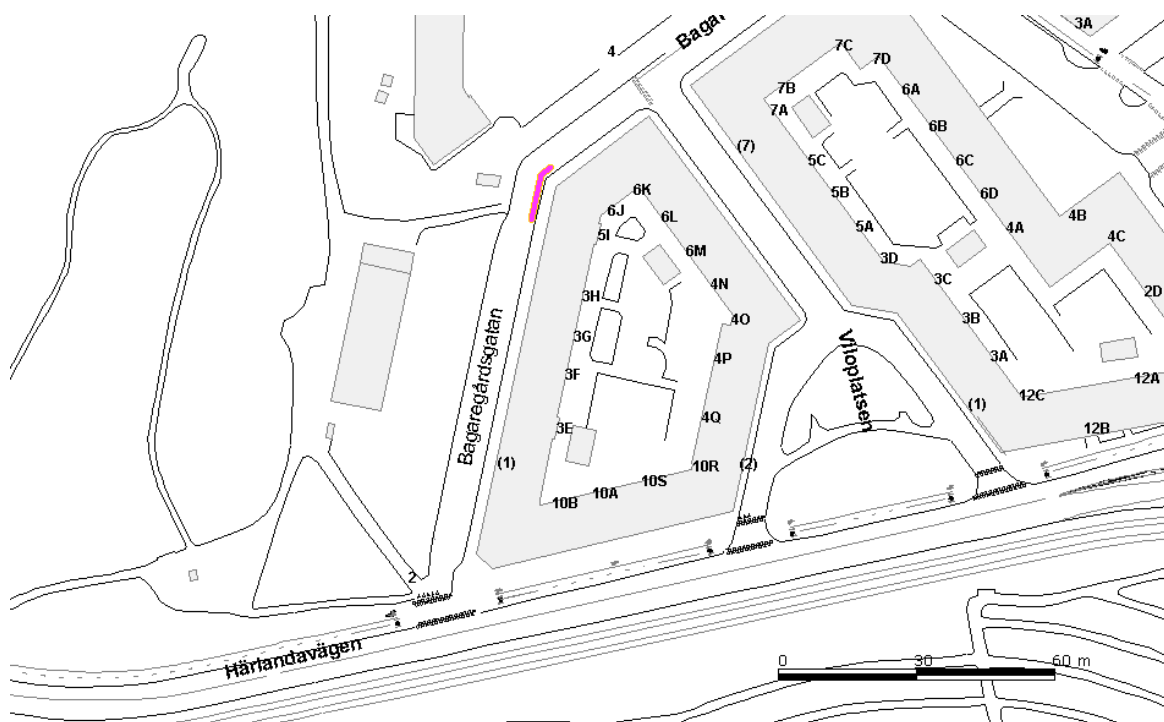 3A
7C
Bagar
4
7D
7B
6A
7A
6B
(7)
5C
6C
6K
5B
6D
6J
6L
4B
5I
5A
4A
6M
3D
4C
3C
4N
2D
3H
4O
3B
3G
Bagaregårdsgatan
Viloplatsen
4P
3A
3F
12A
12C
4Q
(1)
3E
12B
(1)
10R
(2)
10S
10A
10B
2
Härlandavägen
0 30 60 m